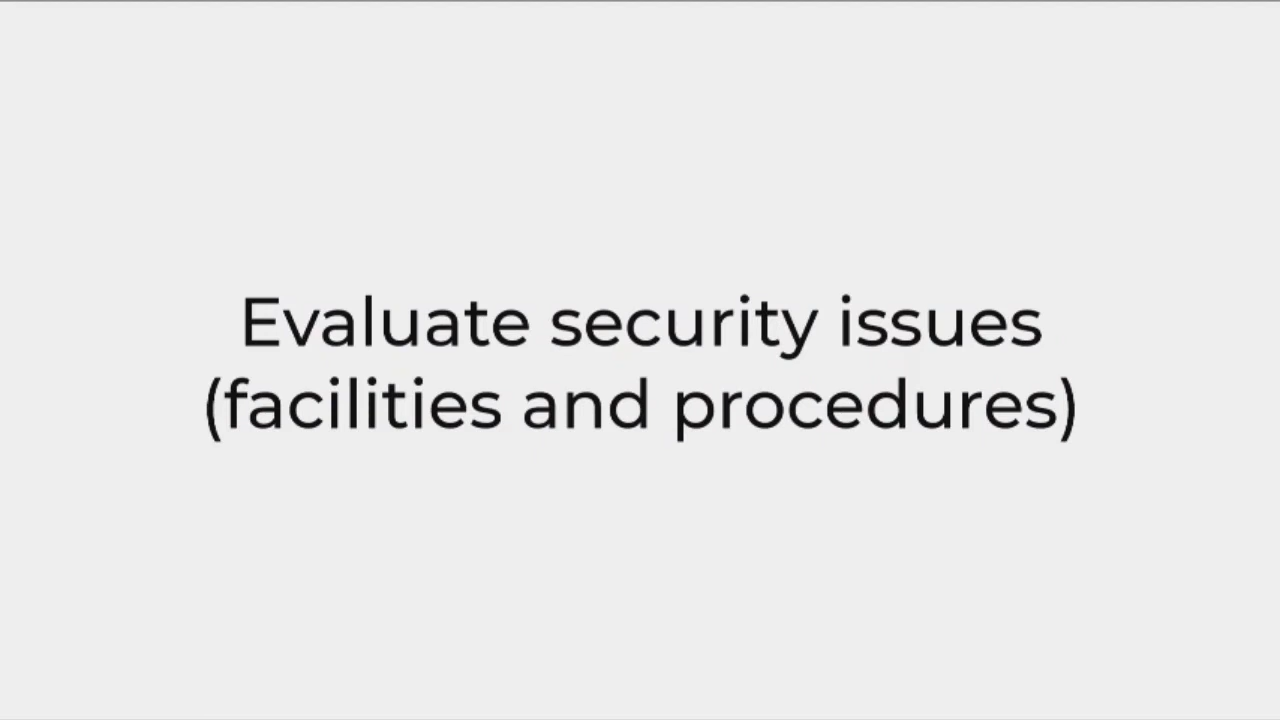 Evaluate security issues
(facilities and procedures)